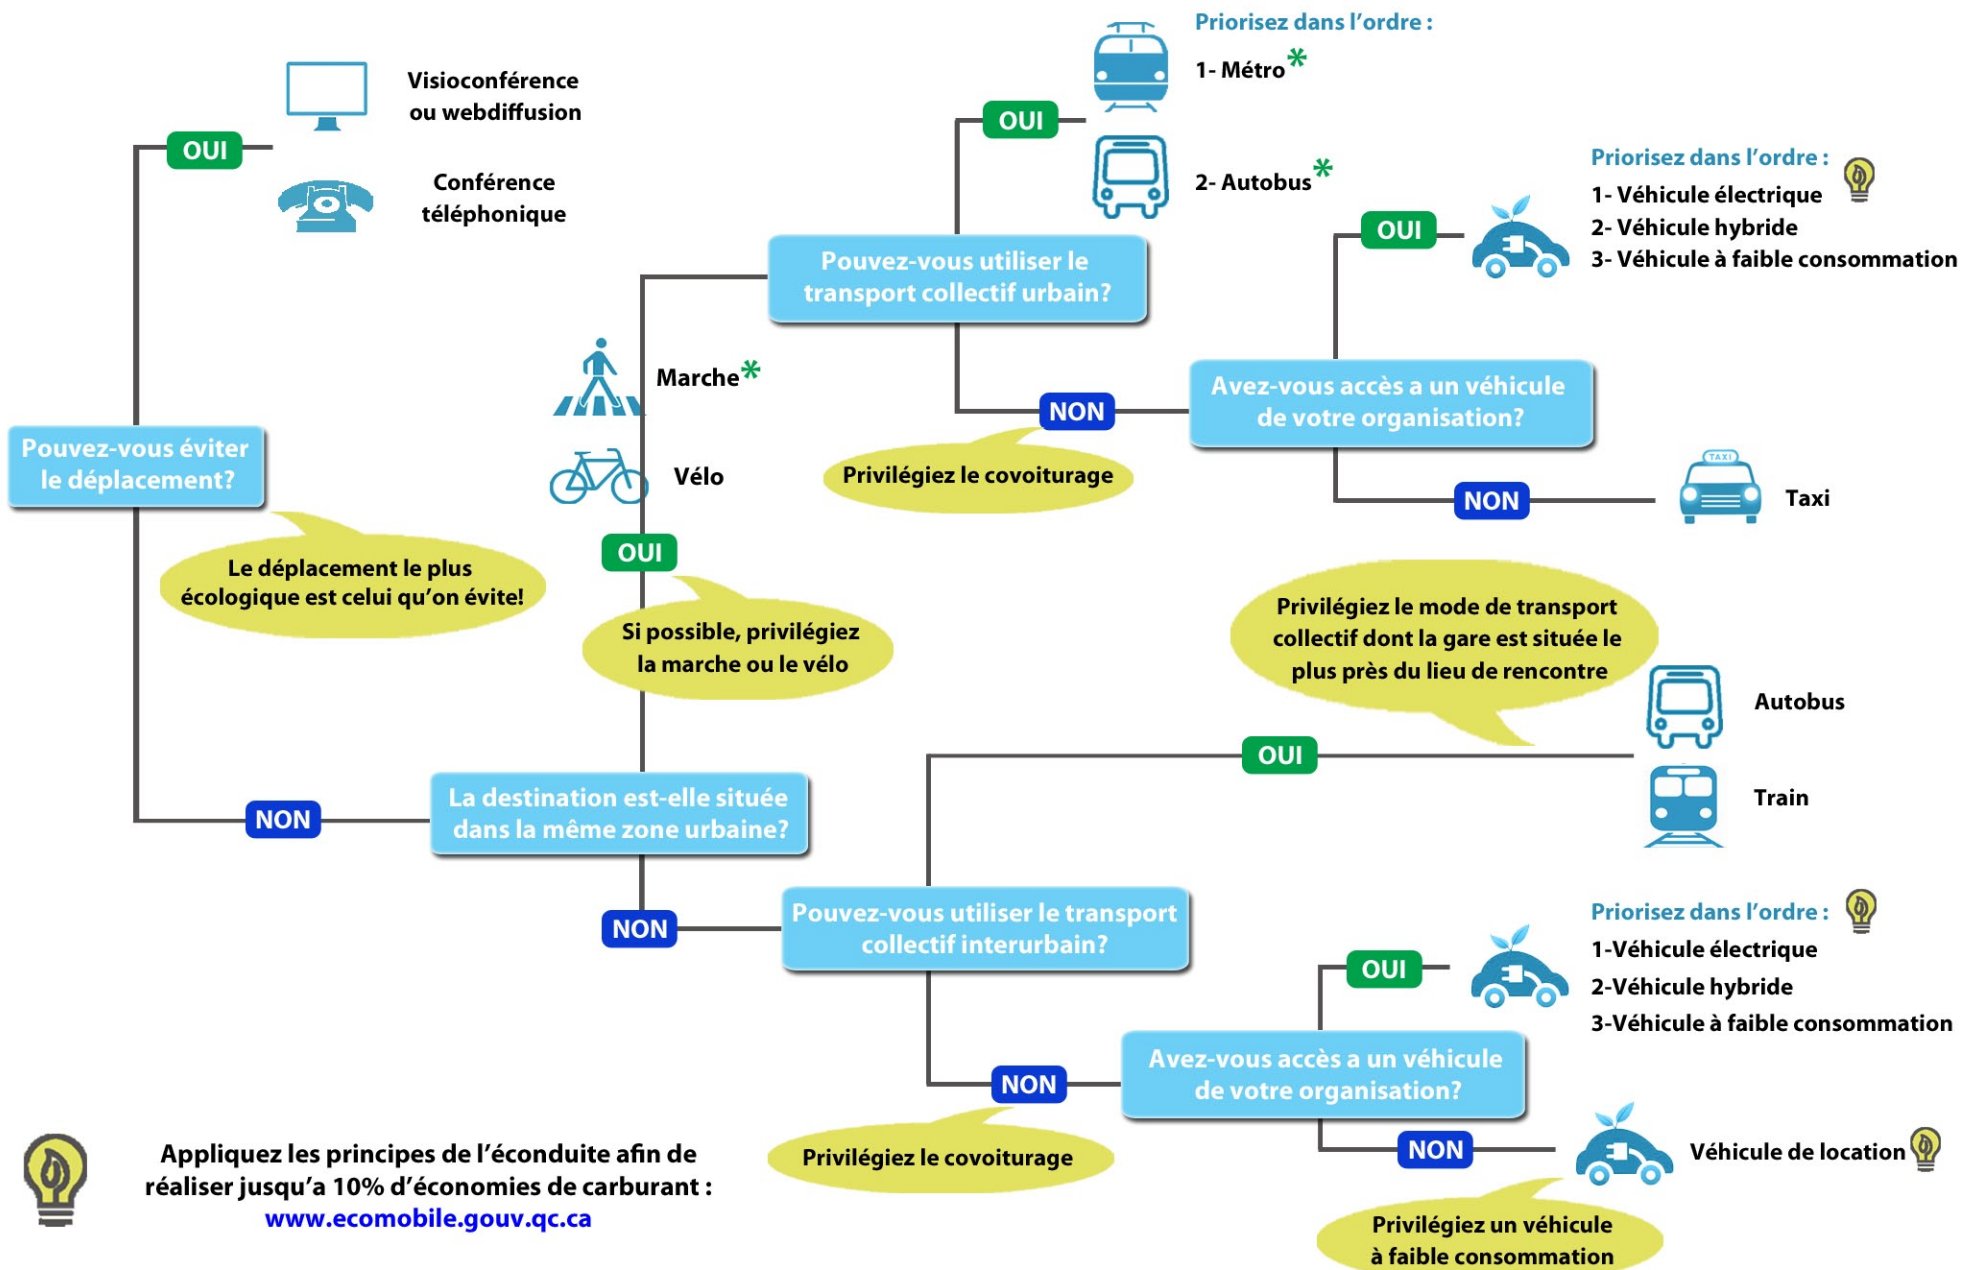 Visioconférence
ou webdiffusion
OUI
Conférence
téléphonique
Pouvez-vous éviter
le déplacement?
Le déplacement le plus
écologique est celui qu'on évite!
NON
La destination est-elle située
dans la même zone urbaine?
OUI
Si possible, privilégiez
la marche ou le vélo
Marche*
Vélo
Pouvez-vous utiliser le
transport collectif urbain?
OUI
Priorisez dans l'ordre :
1- Métro*
2- Autobus*
NON
Privilégiez le covoiturage
Avez-vous accès a un véhicule
de votre organisation?
OUI
Priorisez dans l'ordre :
1- Véhicule électrique
2- Véhicule hybride
3- Véhicule à faible consommation
NON
TAXI
Taxi
NON
Pouvez-vous utiliser le transport
collectif interurbain?
OUI
Privilégiez le mode de transport
collectif dont la gare est située le
plus près du lieu de rencontre
Autobus
Train
NON
Privilégiez le covoiturage
Avez-vous accès a un véhicule
de votre organisation?
OUI
Priorisez dans l'ordre :
1-Véhicule électrique
2-Véhicule hybride
3-Véhicule à faible consommation
NON
Véhicule de location
Privilégiez un véhicule
à faible consommation
Appliquez les principes de l'éconduite afin de
réaliser jusqu'a 10% d'économies de carburant :
www.ecomobile.gouv.qc.ca